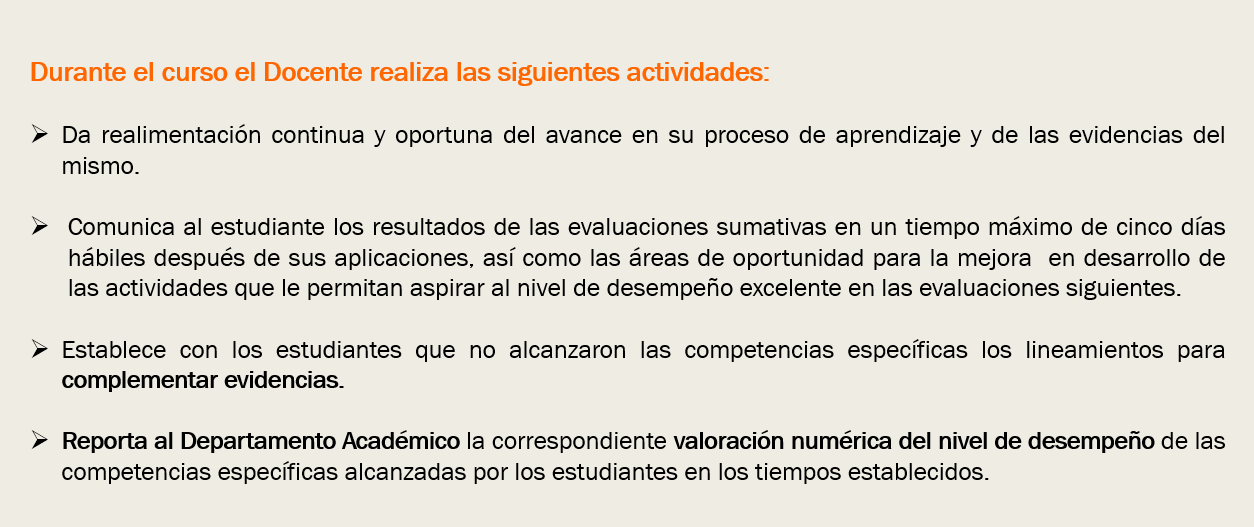 Durante el curso el Docente realiza las siguientes actividades:
Da realimentación continua y oportuna del avance en su proceso de aprendizaje y de las evidencias del
mismo.
Comunica al estudiante los resultados de las evaluaciones sumativas en un tiempo máximo de cinco días
hábiles después de sus aplicaciones, así como las áreas de oportunidad para la mejora en desarrollo de
las actividades que le permitan aspirar al nivel de desempeño excelente en las evaluaciones siguientes.
Establece con los estudiantes que no alcanzaron las competencias específicas los lineamientos para
complementar evidencias.
Reporta al Departamento Académico la correspondiente valoración numérica del nivel de desempeño de las
competencias específicas alcanzadas por los estudiantes en los tiempos establecidos.